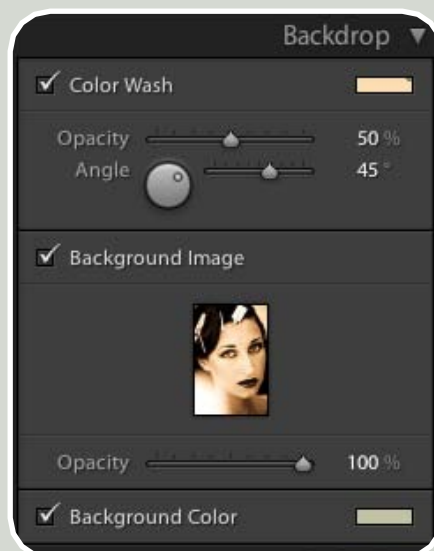 Backdrop ▼
Color Wash
Opacity 50 %
Angle 45 °
Background Image
Opacity 100 %
Background Color